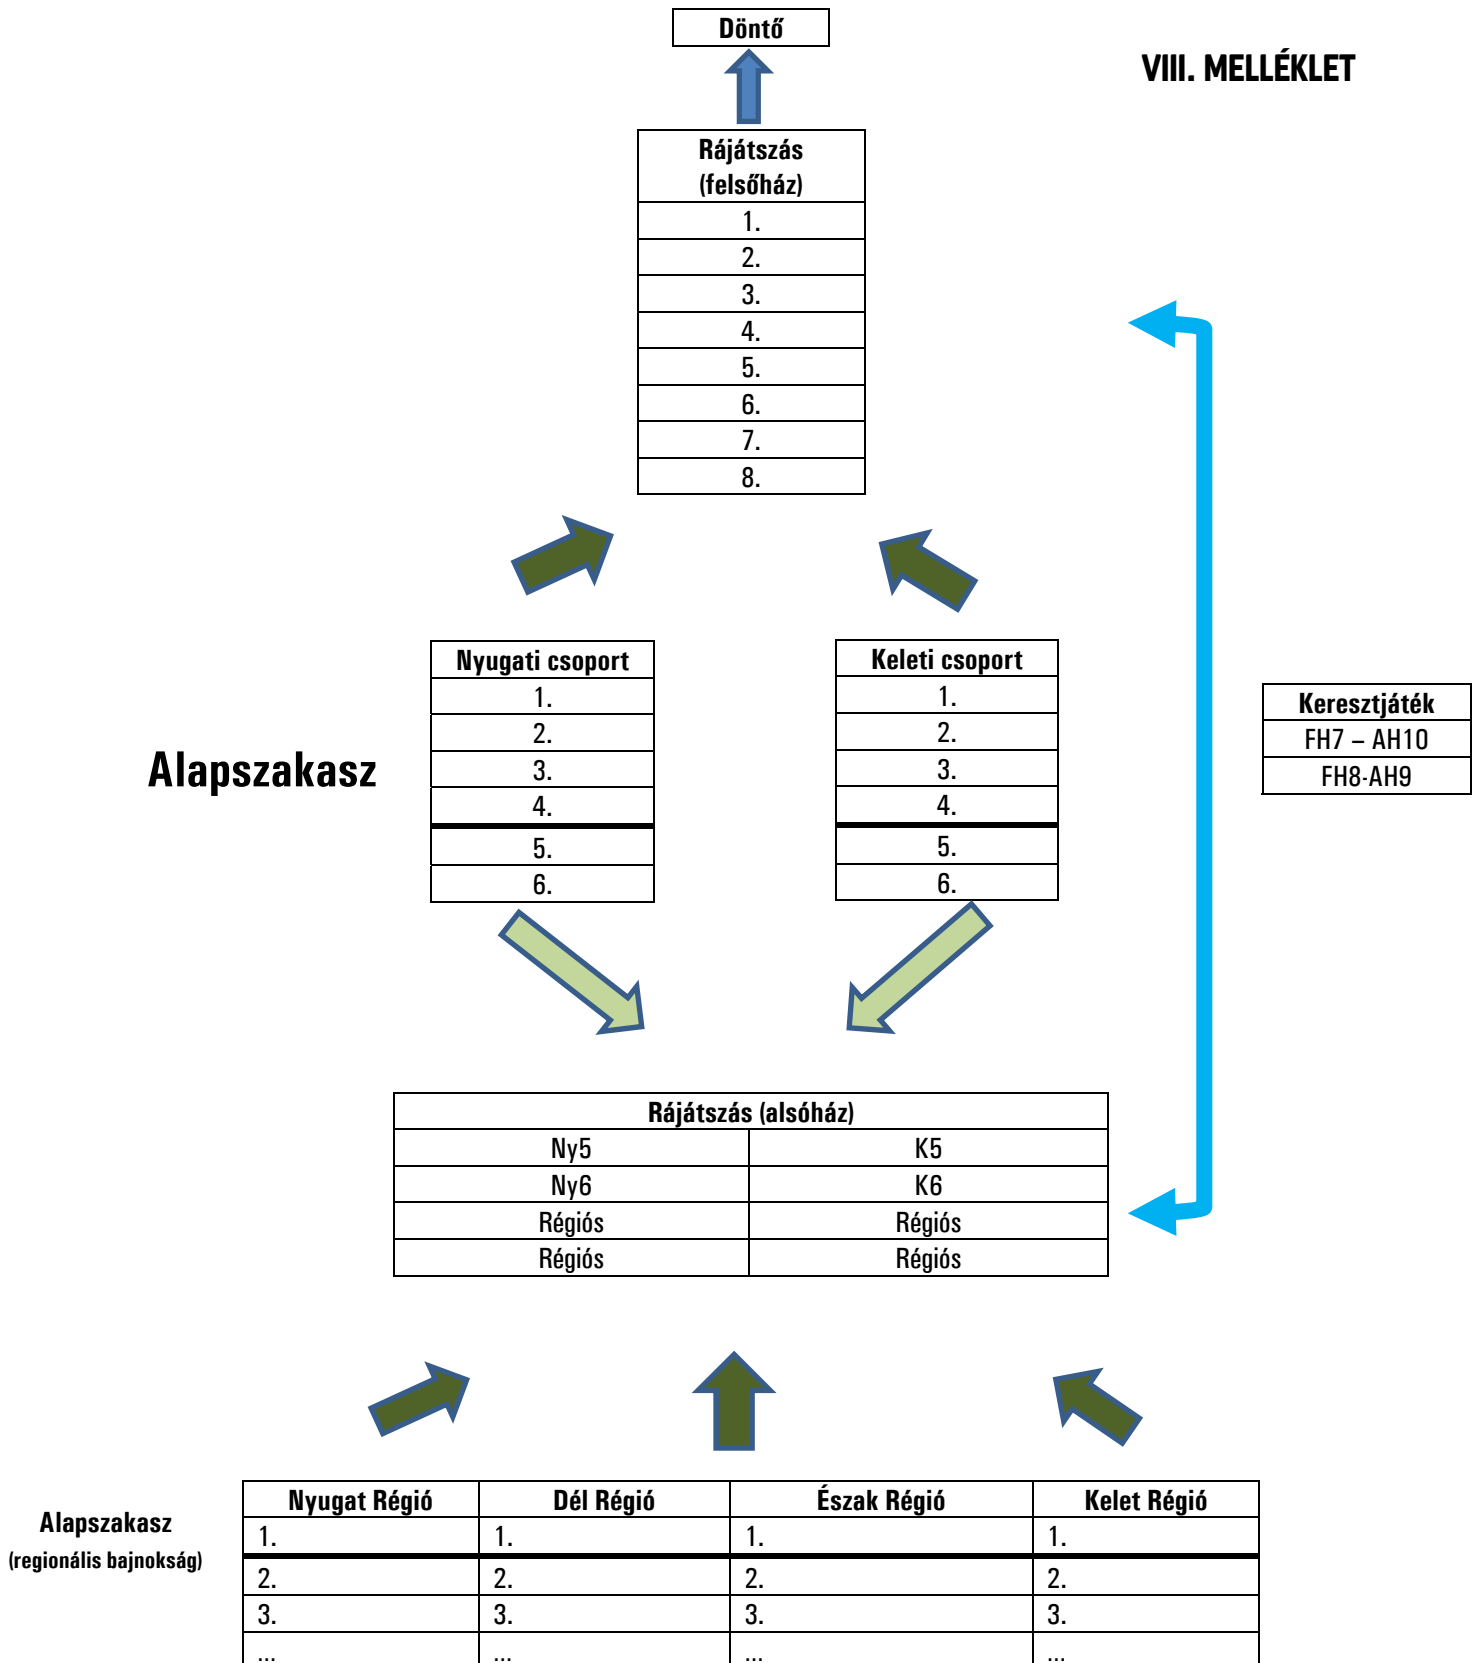 Döntő
VIII. MELLÉKLET
Rájátszás
(felsőház)
1.
2.
3.
4.
5.
6.
7.
8.
Nyugati csoport
1.
2.
3.
4.
5.
6.
Keleti csoport
1.
2.
3.
4.
5.
6.
Keresztjáték
FH7 – AH10
FH8-AH9
Alapszakasz
Rájátszás (alsóház)
Ny5 K5
Ny6 K6
Régiós Régiós
Régiós Régiós
Alapszakasz
(regionális bajnokság)
Nyugat Régió Dél Régió Észak Régió Kelet Régió
1. 1. 1. 1.
2. 2. 2. 2.
3. 3. 3. 3.
... ... ... ...